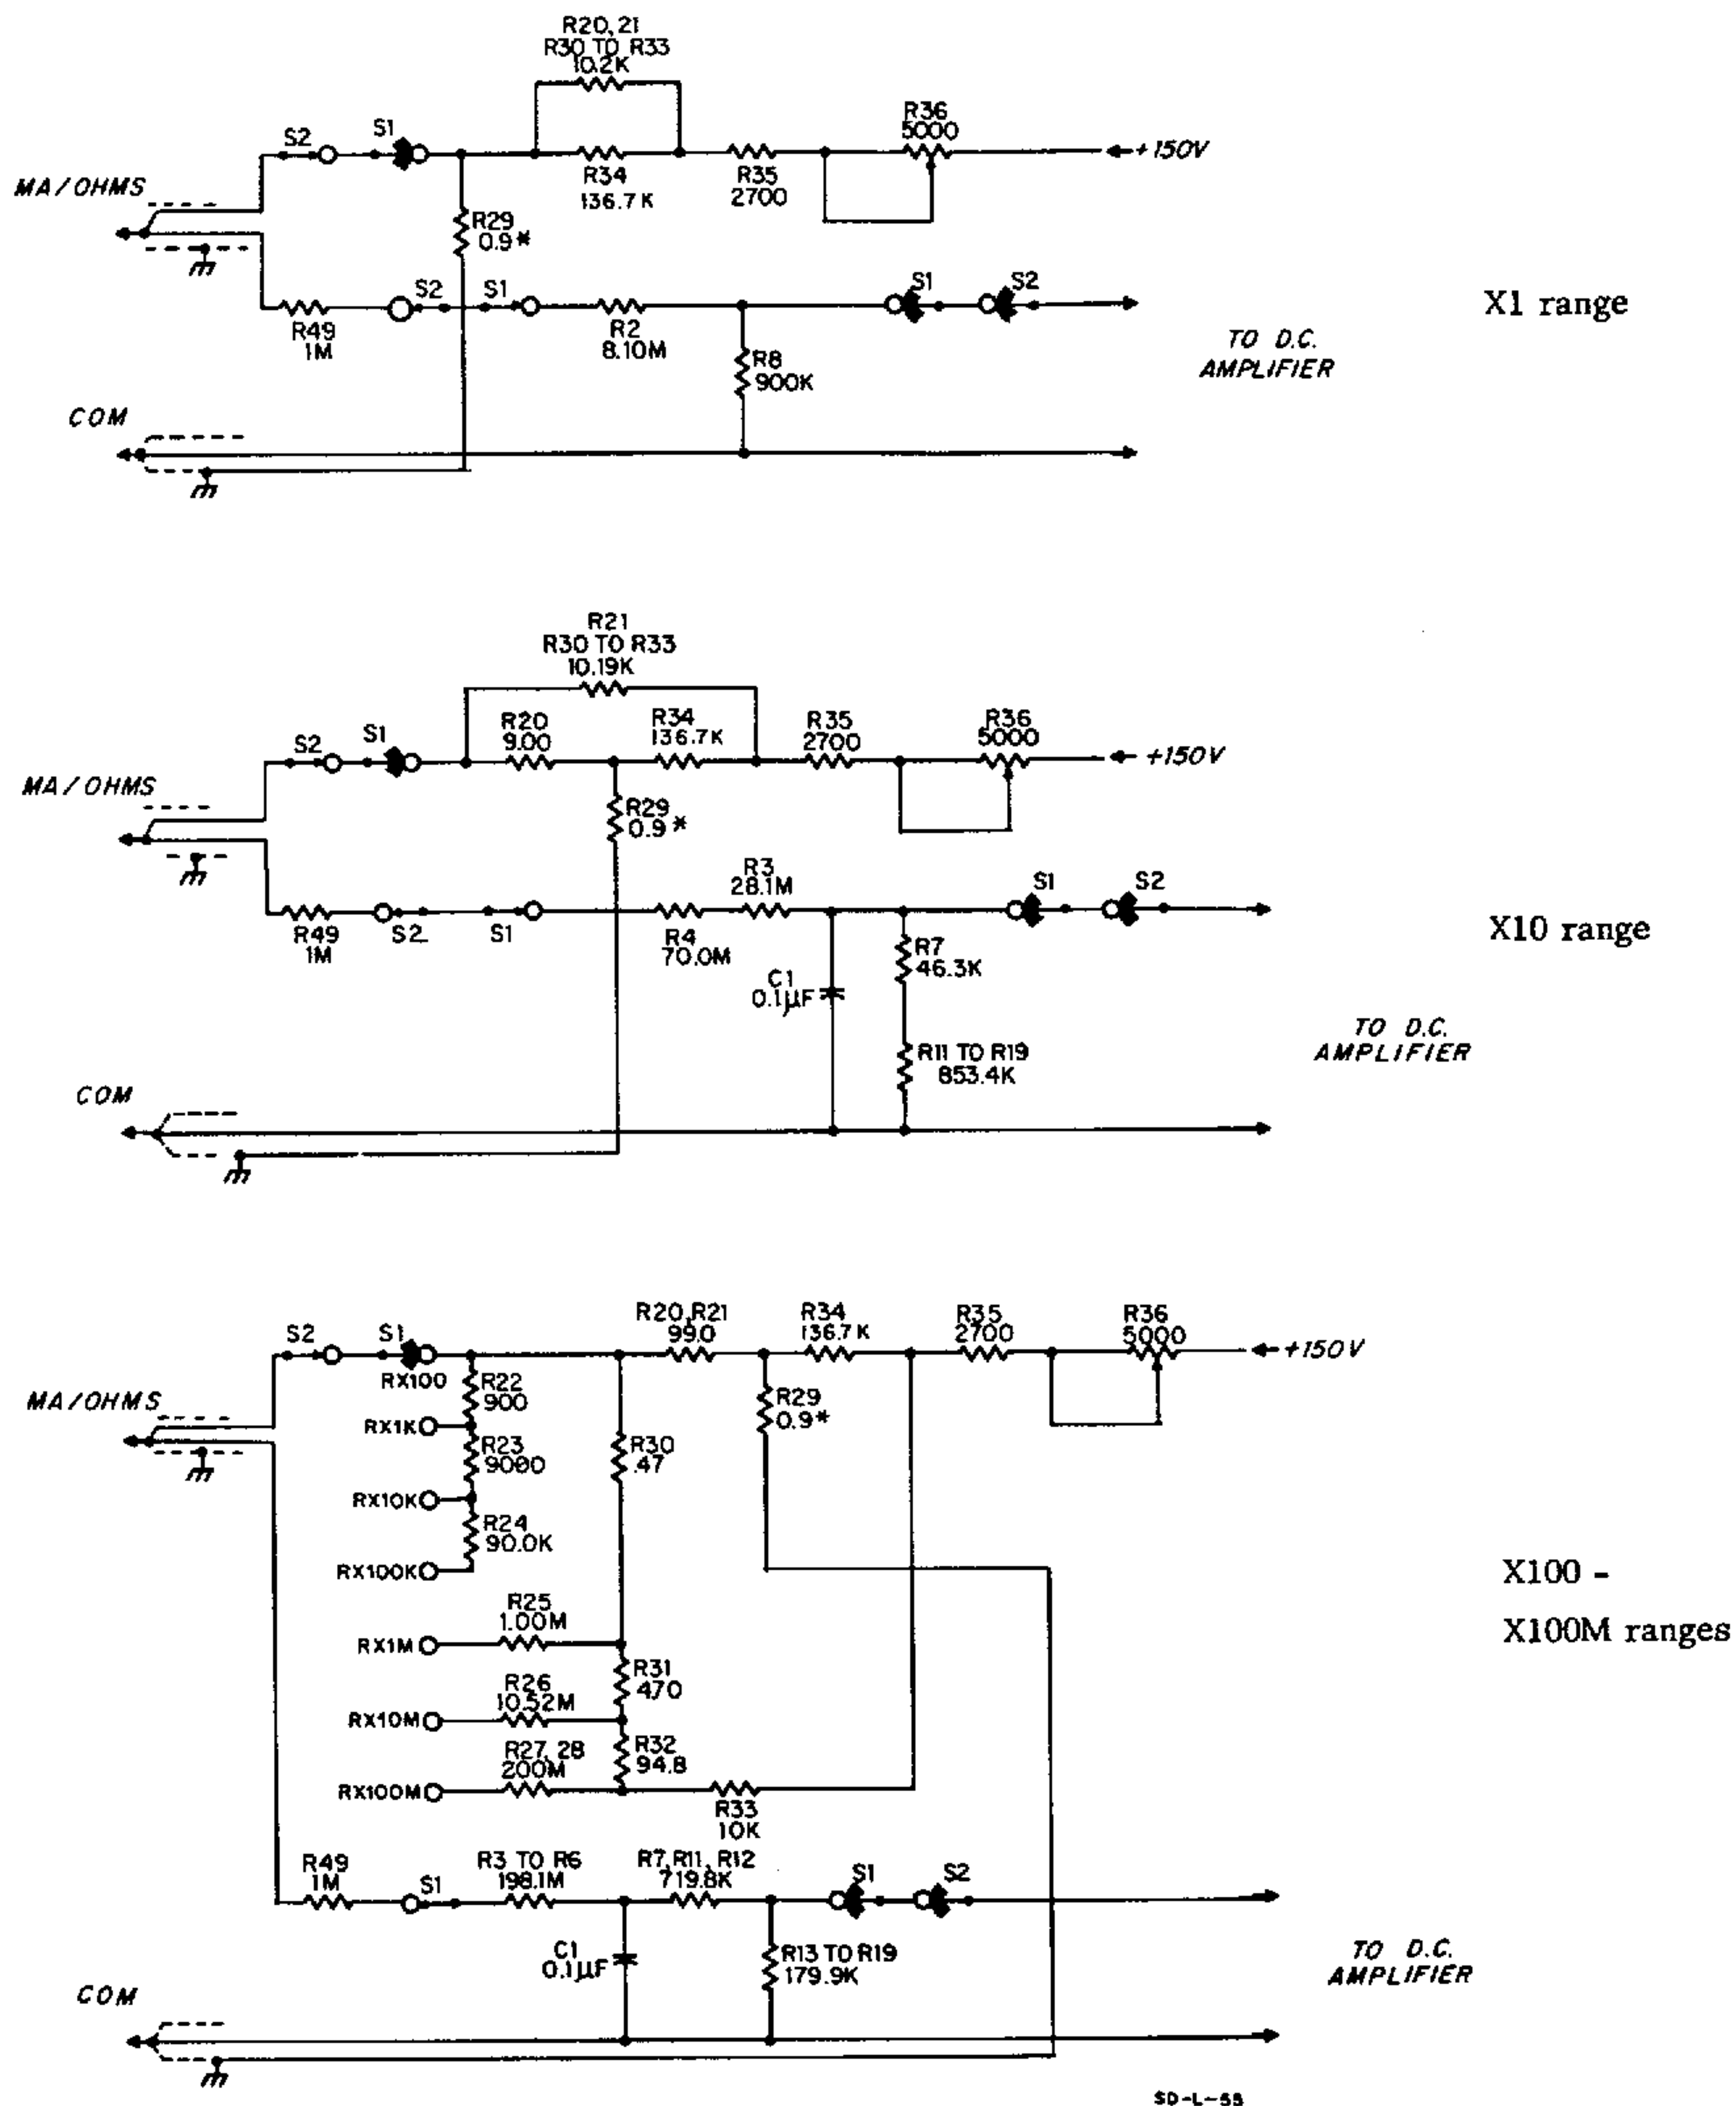 R20, 21
R30 TO R33
10.2K
S2
S1
R36
5000
+150V
MA/OHMS
R34
136.7 K
R35
2700
R29
0.9*
S2
S1
S1
S2
X1 range
R49
1M
R2
8.10M
R8
900K
TO D.C.
AMPLIFIER
COM
R21
R30 TO R33
10.19K
S2
S1
R20
9.00
R34
136.7K
R35
2700
R36
5000
+150V
MA/OHMS
R29
0.9*
R3
28.1M
S1
S2
X10 range
R49
1M
S2
S1
R4
70.0M
R7
46.3K
C1
0.1µF
R11 TO R19
853.4K
TO D.C.
AMPLIFIER
COM
R20,R21
99.0
R34
136.7 K
R35
2700
R36
5000
S2
S1
+150V
RX100
R22
900
R29
0.9*
MA/OHMS
RX1K
R23
9000
R30
.47
RX10K
R24
90.0K
RX100K
X100 -
X100M ranges
R25
1.00M
RX1M
R31
470
R26
10.52M
RX10M
R32
94.8
R27, 28
200M
RX100M
R33
10K
R49
1M
S1
R3 TO R6
198.1M
R7,R11,R12
719.8K
S1
S2
C1
0.1µF
R13 TO R19
179.9K
TO D.C.
AMPLIFIER
COM
SD-L-55